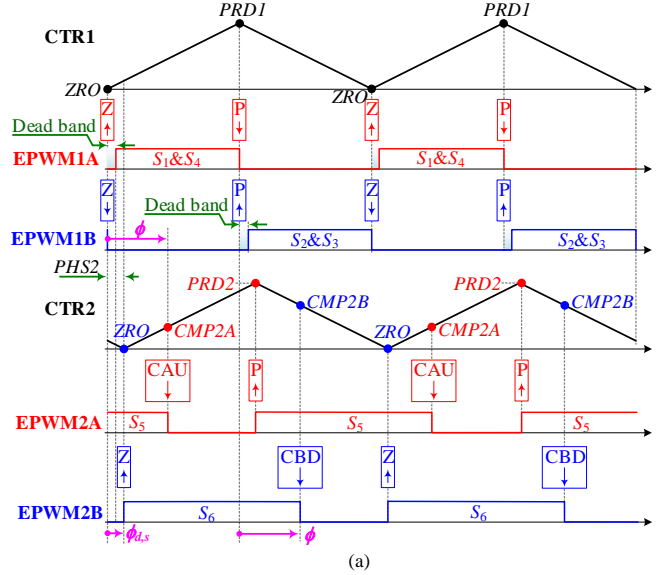 PRD1 PRD1
CTR1
ZRO ZRO
Z P Z P
Dead band
EPWM1A S1&S4 S1&S4
Z P Z P
Dead band
ϕ
EPWM1B S2&S3 S2&S3
PHS2
PRD2
CTR2 CMP2B CMP2B
ZRO CMP2A ZRO CMP2A
CAU P CAU P
EPWM2A S5 S5 S5
Z CBD Z CBD
EPWM2B S6 S6
ϕd,s ϕ
(a)